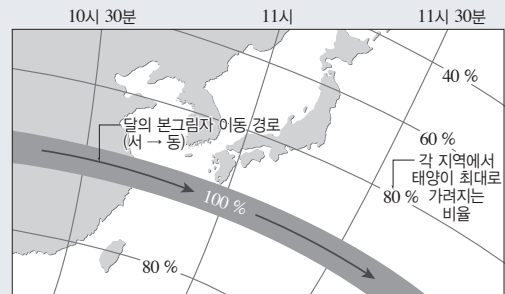 10시 30분
11시
11시 30분
40 %
달의 본그림자 이동 경로
(서 → 동)
60 %
각 지역에서
태양이 최대로
80 %
가려지는
비율
100 %
80 %